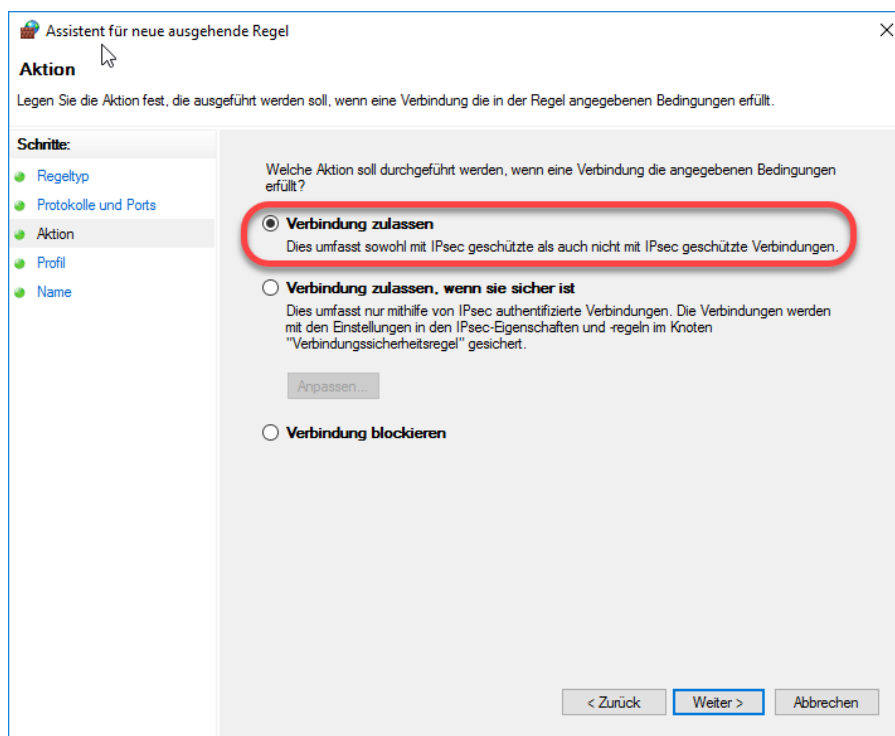 Assistent für neue ausgehende Regel
Aktion
Legen Sie die Aktion fest, die ausgeführt werden soll, wenn eine Verbindung die in der Regel angegebenen Bedingungen erfüllt.
Schritte:
Regeltyp
Protokolle und Ports
Aktion
Profil
Name
Welche Aktion soll durchgeführt werden, wenn eine Verbindung die angegebenen Bedingungen
erfüllt?
Verbindung zulassen
Dies umfasst sowohl mit IPsec geschützte als auch nicht mit IPsec geschützte Verbindungen.
Verbindung zulassen, wenn sie sicher ist
Dies umfasst nur mithilfe von IPsec authentifizierte Verbindungen. Die Verbindungen werden
mit den Einstellungen in den IPsec-Eigenschaften und -regeln im Knoten
"Verbindungssicherheitsregel" gesichert.
Anpassen...
Verbindung blockieren
< Zurück
Weiter >
Abbrechen